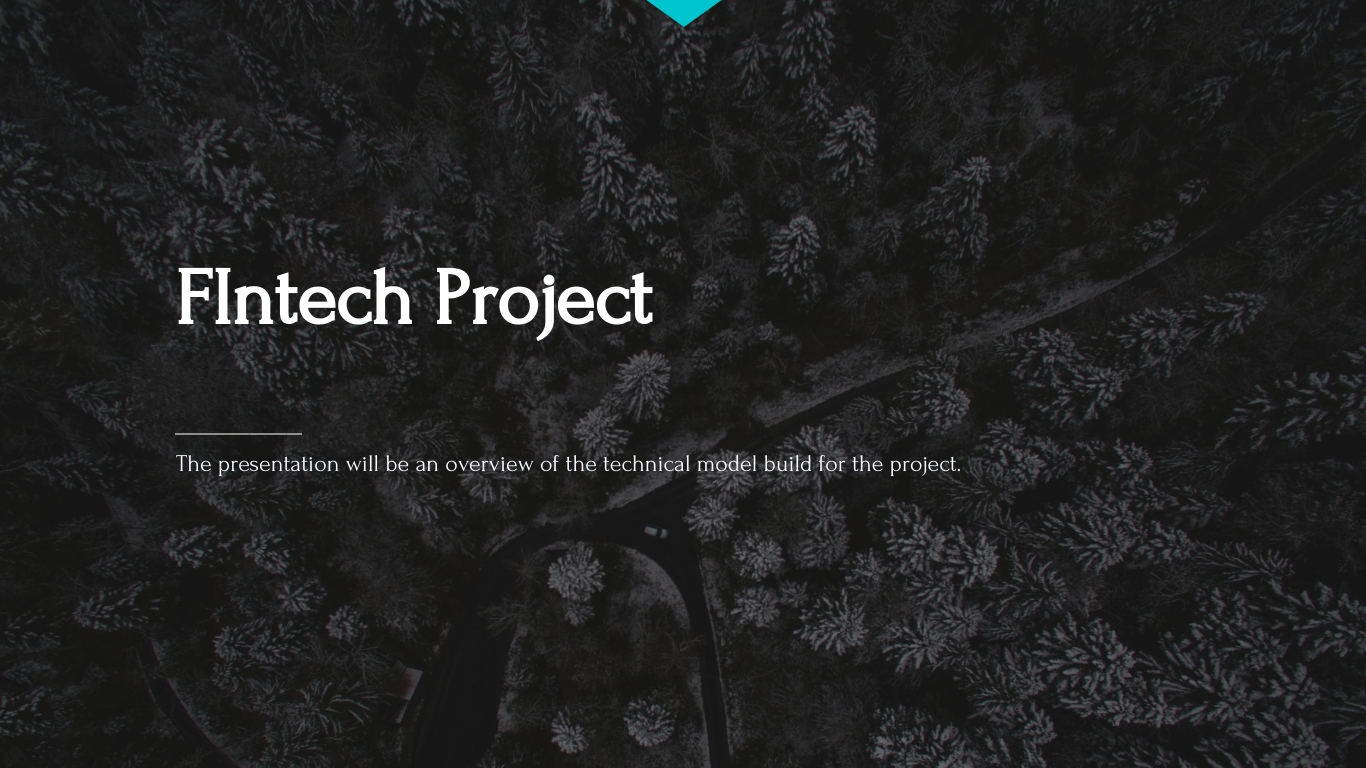 FIntech Project
The presentation will be an overview of the technical model build for the project.